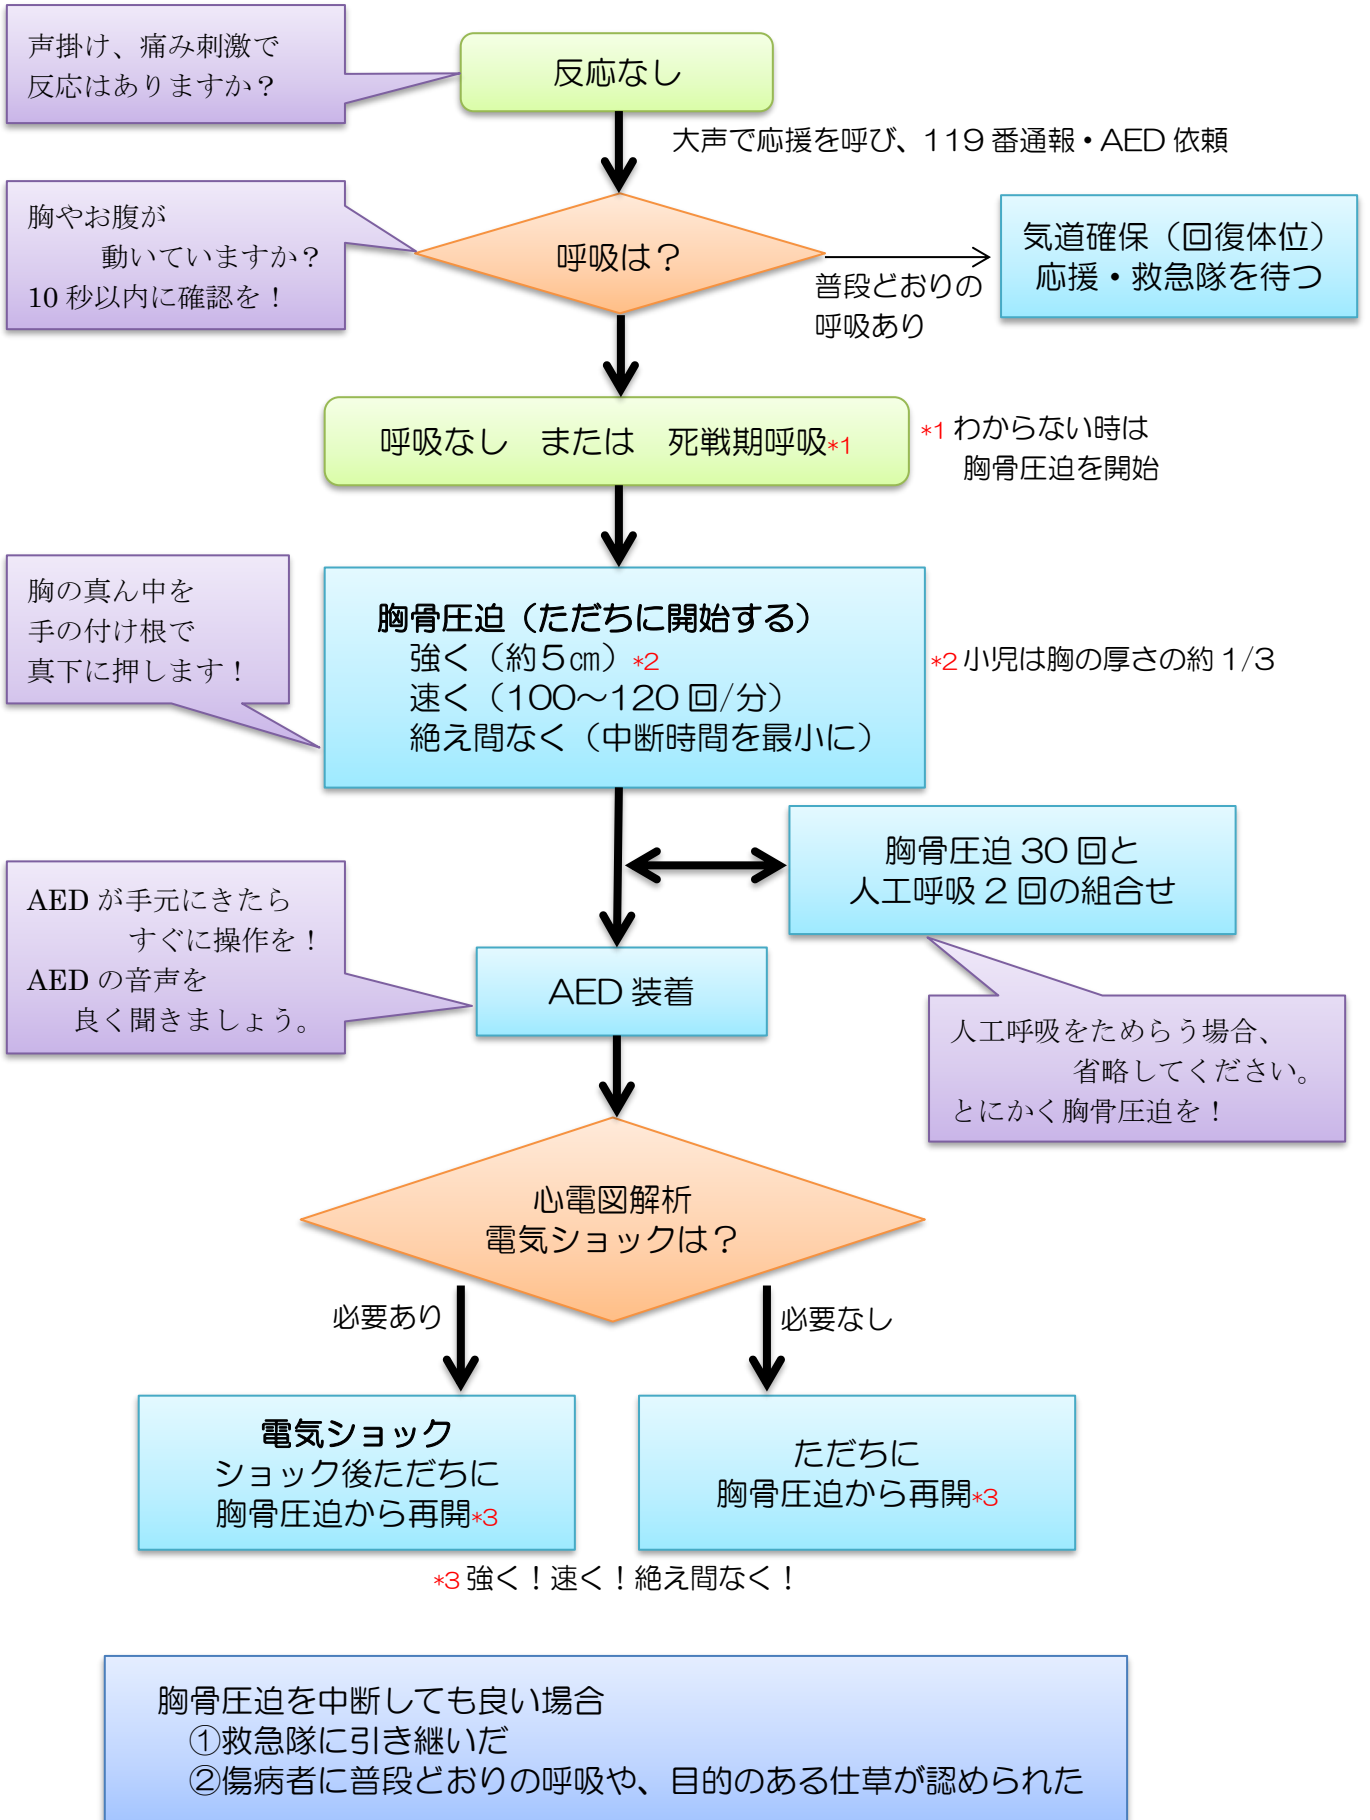 声掛け、痛み刺激で
反応はありますか？
反応なし
大声で応援を呼び、119番通報・AED依頼
胸やお腹が
動いていますか？
10秒以内に確認を！
呼吸は？
普段どおりの
呼吸あり
気道確保（回復体位）
応援・救急隊を待つ
呼吸なし　または　死戦期呼吸*1
*1 わからない時は
胸骨圧迫を開始
胸の真ん中を
手の付け根で
真下に押します！
胸骨圧迫（ただちに開始する）
強く（約5㎝）*2
速く（100～120回/分）
絶え間なく（中断時間を最小に）
*2 小児は胸の厚さの約1/3
胸骨圧迫30回と
人工呼吸2回の組合せ
AEDが手元にきたら
すぐに操作を！
AEDの音声を
良く聞きましょう。
AED装着
人工呼吸をためらう場合、
省略してください。
とにかく胸骨圧迫を！
心電図解析
電気ショックは？
必要あり
必要なし
電気ショック
ショック後ただちに
胸骨圧迫から再開*3
ただちに
胸骨圧迫から再開*3
*3 強く！速く！絶え間なく！
胸骨圧迫を中断しても良い場合
①救急隊に引き継いだ
②傷病者に普段どおりの呼吸や、目的のある仕草が認められた